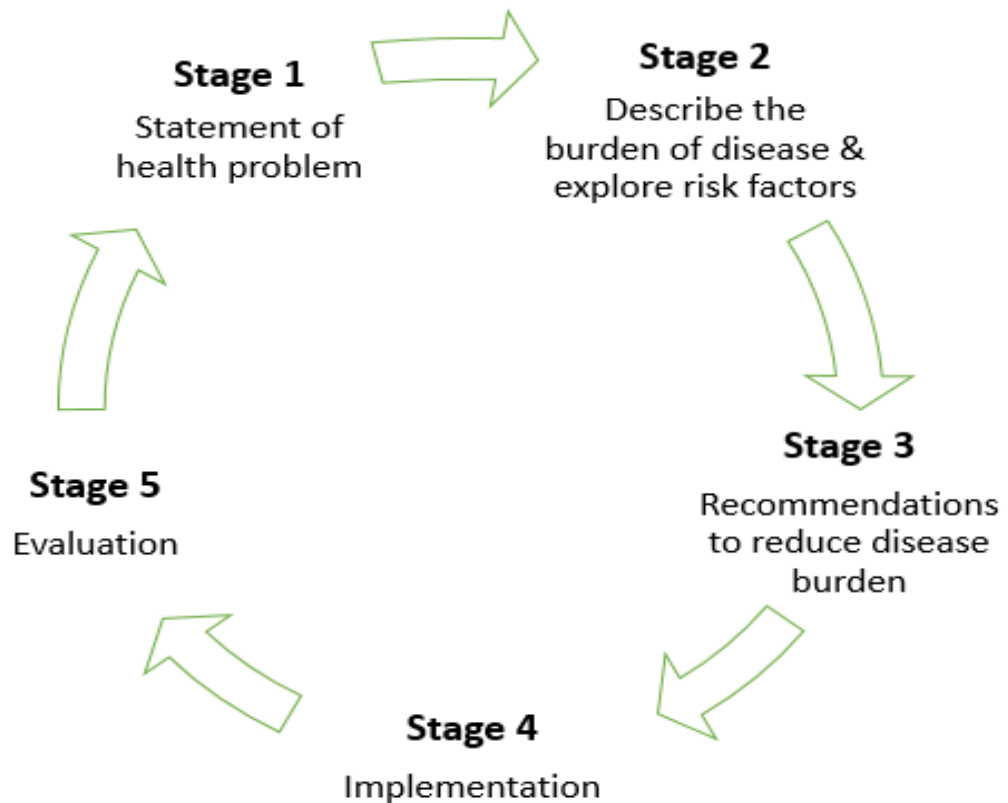 Stage 1
Statement of
health problem
Stage 2
Describe the
burden of disease &
explore risk factors
Stage 3
Recommendations
to reduce disease
burden
Stage 4
Implementation
Stage 5
Evaluation